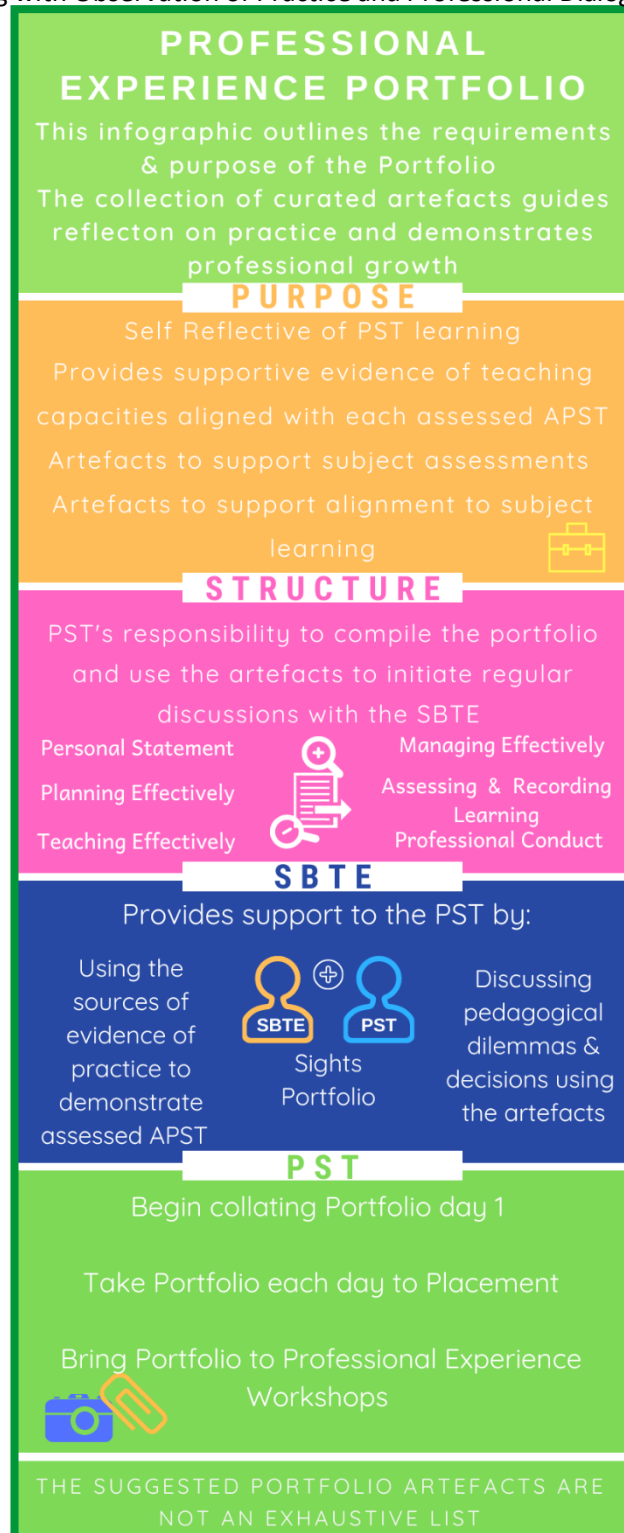 with Observation of Practice and Professional
PROFESSIONAL
EXPERIENCE PORTFOLIO
This infographic outlines the requirements
& purpose of the Portfolio
The collection of curated artefacts guides
reflecton on practice and demonstrates
professional growth
PURPOSE
Self Reflective of PST learning
Provides supportive evidence of teaching
capacities aligned with each assessed APST
Artefacts to support subject assessments
Artefacts to support alignment to subject
learning
STRUCTURE
PST's responsibility to compile the portfolio
and use the artefacts to initiate regular
discussions with the SBTE
Personal Statement
Planning Effectively
Teaching Effectively
Managing Effectively
Assessing & Recording
Learning
Professional Conduct
SBTE
Provides support to the PST by:
Using the
sources of
evidence of
practice to
demonstrate
assessed APST
SBTE
PST
Sights
Portfolio
Discussing
pedagogical
dilemmas &
decisions using
the artefacts
PST
Begin collating Portfolio day 1
Take Portfolio each day to Placement
Bring Portfolio to Professional Experience
Workshops
THE SUGGESTED PORTFOLIO ARTEFACTS ARE
NOT AN EXHAUSTIVE LIST